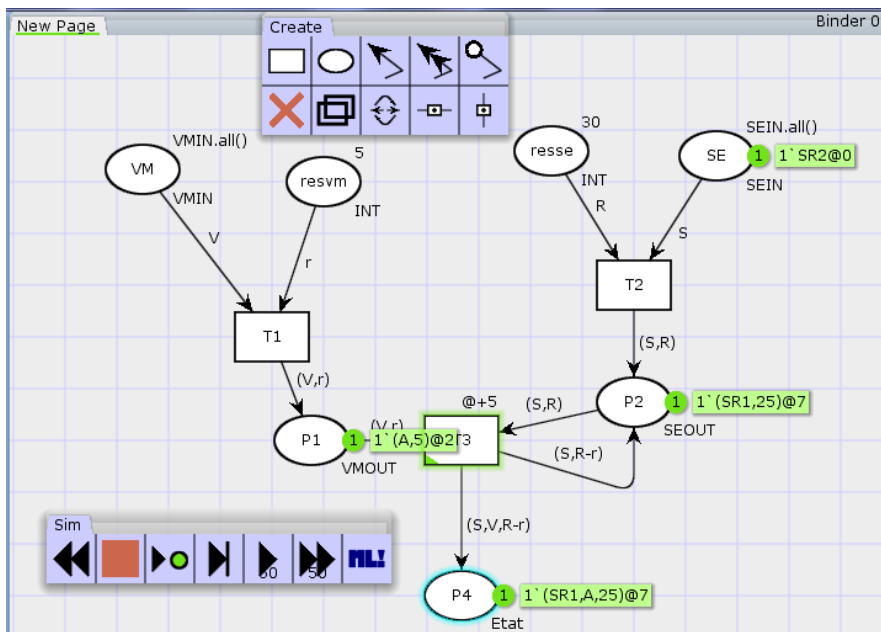 New Page
Binder 0
Create
VMIN.all()
VM
VMIN
5
resvm
INT
30
resse
INT
SEIN.all()
SE
1
1`SR2@0
SEIN
V
r
R
S
T1
T2
(V,r)
(S,R)
P1
1
1`(A,5)@2
VMOUT
(V,r)
@+5
T3
(S,R)
P2
1
1`(SR1,25)@7
SEOUT
(S,R-r)
(S,V,R-r)
Sim
50
50
ML!
P4
1
1`(SR1,A,25)@7
Etat